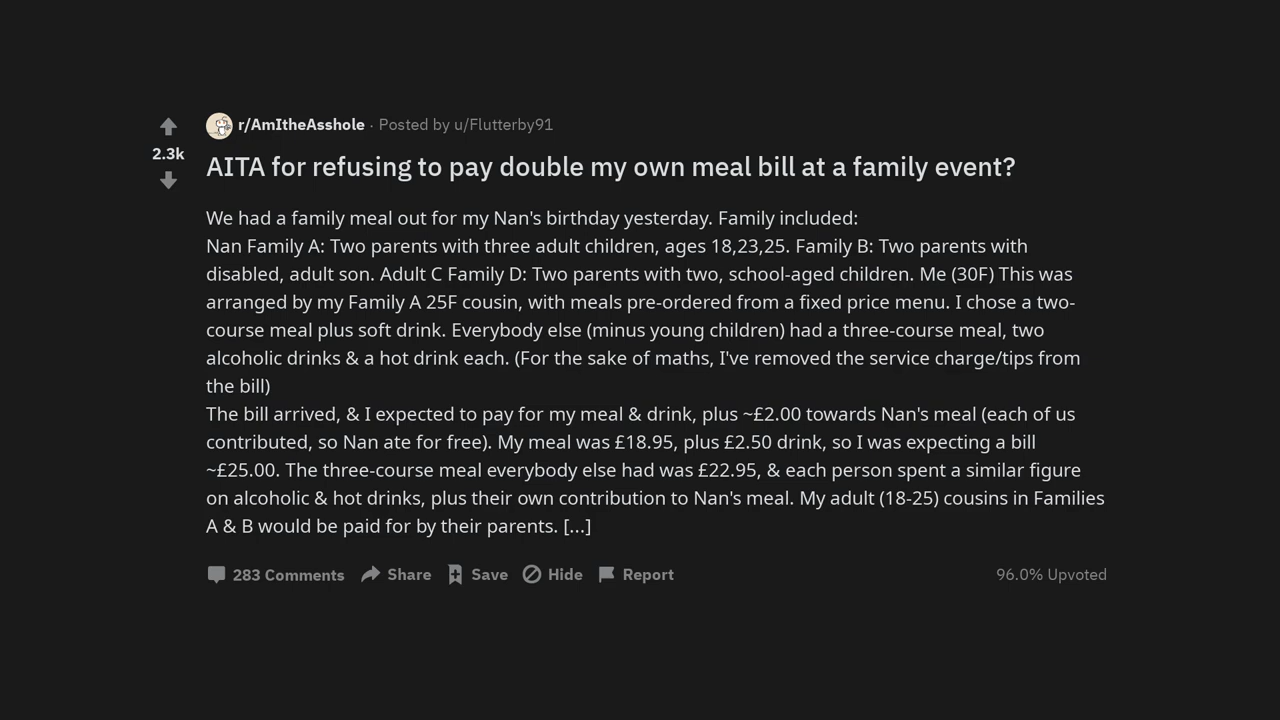 r/AmItheAsshole · Posted by u/Flutterby91
2.3k
AITA for refusing to pay double my own meal bill at a family event?
We had a family meal out for my Nan's birthday yesterday. Family included:
Nan Family A: Two parents with three adult children, ages 18,23,25. Family B: Two parents with
disabled, adult son. Adult C Family D: Two parents with two, school-aged children. Me (30F) This was
arranged by my Family A 25F cousin, with meals pre-ordered from a fixed price menu. I chose a two-
course meal plus soft drink. Everybody else (minus young children) had a three-course meal, two
alcoholic drinks & a hot drink each. (For the sake of maths, I've removed the service charge/tips from
the bill)
The bill arrived, & I expected to pay for my meal & drink, plus ~£2.00 towards Nan's meal (each of us
contributed, so Nan ate for free). My meal was £18.95, plus £2.50 drink, so I was expecting a bill
~£25.00. The three-course meal everybody else had was £22.95, & each person spent a similar figure
on alcoholic & hot drinks, plus their own contribution to Nan's meal. My adult (18-25) cousins in Families
A & B would be paid for by their parents. [...]
283 Comments Share Save Hide Report 96.0% Upvoted